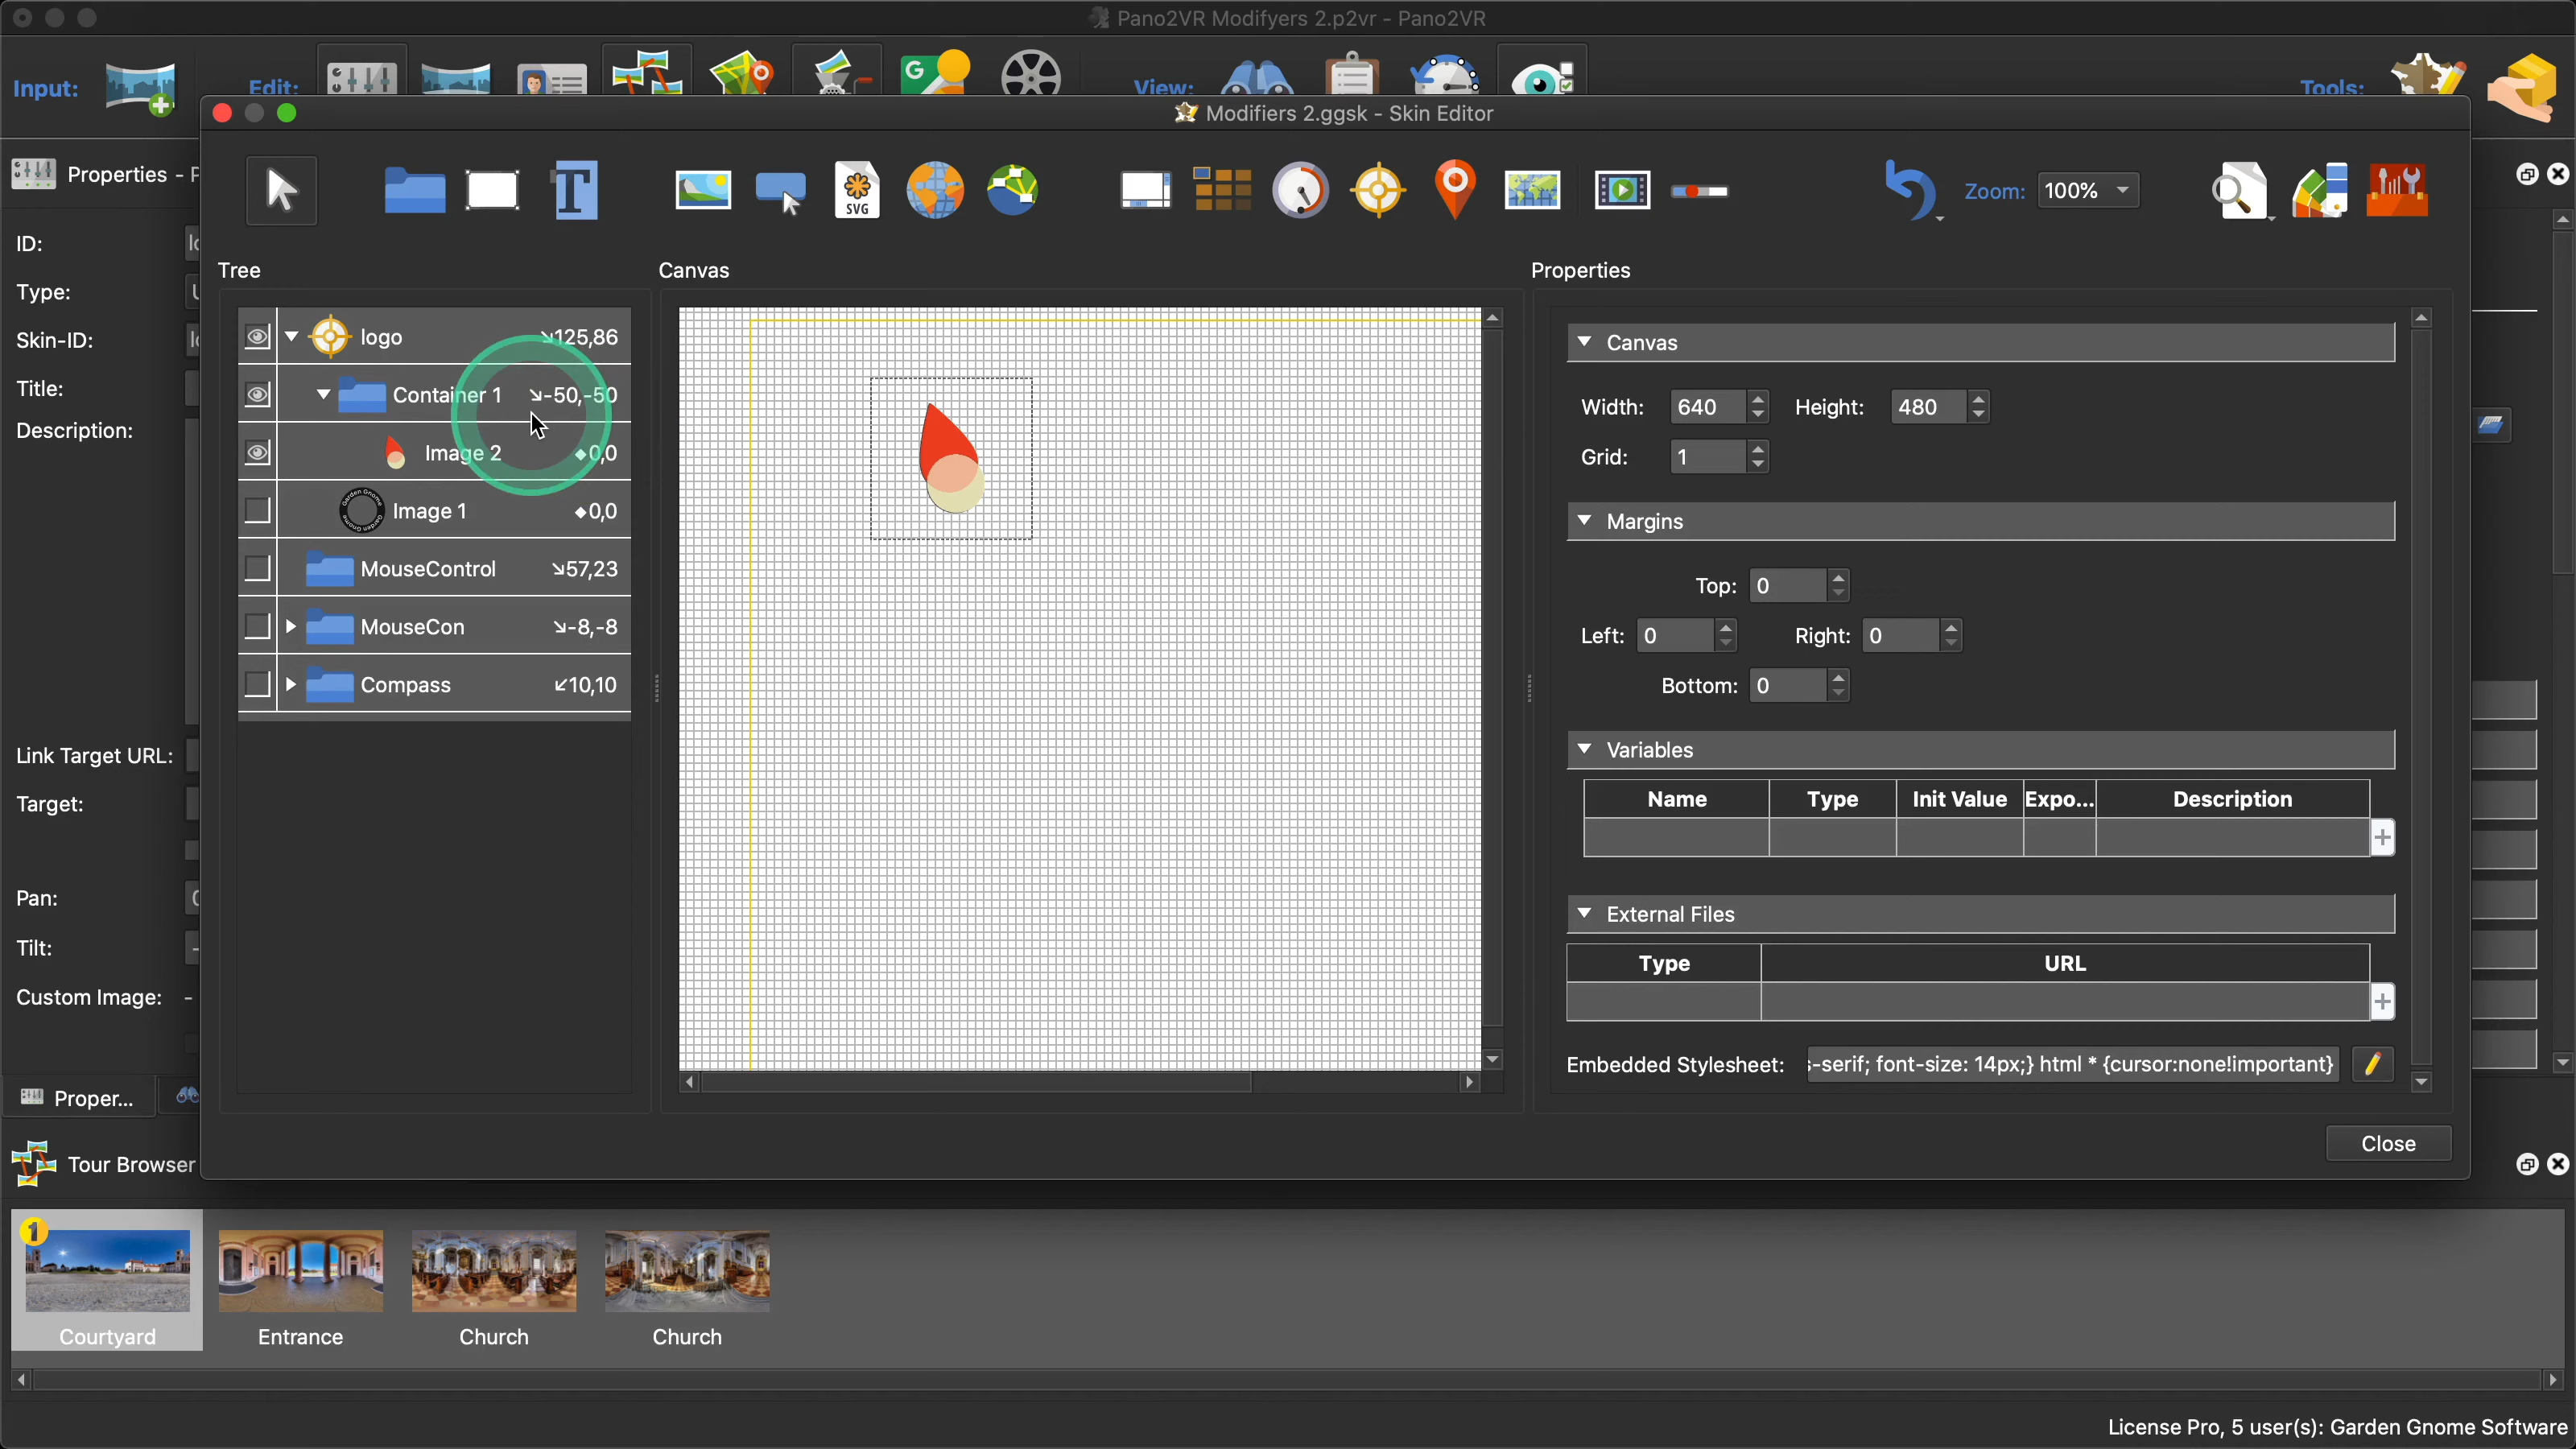 Pano2VR Modifyers 2.p2vr - Pano2VR
Input:
Edit:
View:
Tools:
Modifiers 2.ggsk - Skin Editor
Properties - P
SVG
Zoom: 100%
Tree
Canvas
Properties
ID:
Type:
Skin-ID:
Title:
Description:
Link Target URL:
Target:
Pan:
Tilt:
Custom Image: -
logo 125,86
Container 1 -50,-50
Image 2 0,0
Image 1 0,0
MouseControl 57,23
MouseCon -8,-8
Compass 10,10
Canvas
Width: 640 Height: 480
Grid: 1
Margins
Top: 0
Left: 0 Right: 0
Bottom: 0
Variables
Name Type Init Value Expo... Description
External Files
Type URL
Embedded Stylesheet: -serif; font-size: 14px;} html * {cursor:none!important}
Close
Proper...
Tour Browser
1
Courtyard Entrance Church Church
License Pro, 5 user(s): Garden Gnome Software